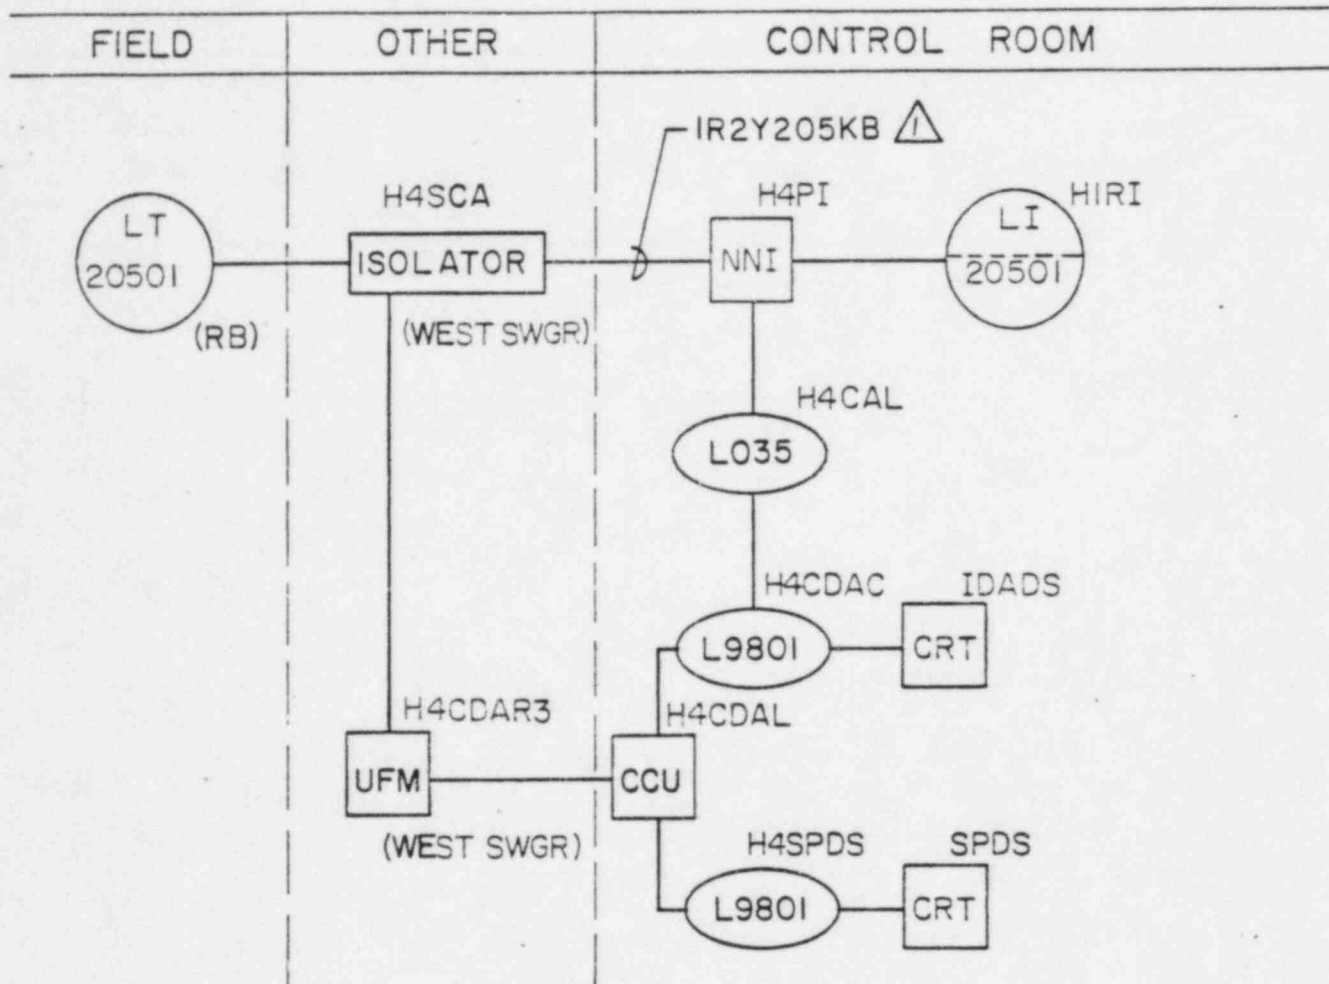 FIELD
OTHER
CONTROL ROOM
IR2Y205KB 1
H4SCA
H4PI
HIRI
LT
20501
ISOLATOR
NNI
LI
20501
(RB)
(WEST SWGR)
H4CAL
L035
H4CDAC
IDADS
L9801
CRT
H4CDAR3
H4CDAL
UFM
CCU
(WEST SWGR)
H4SPDS
SPDS
L9801
CRT